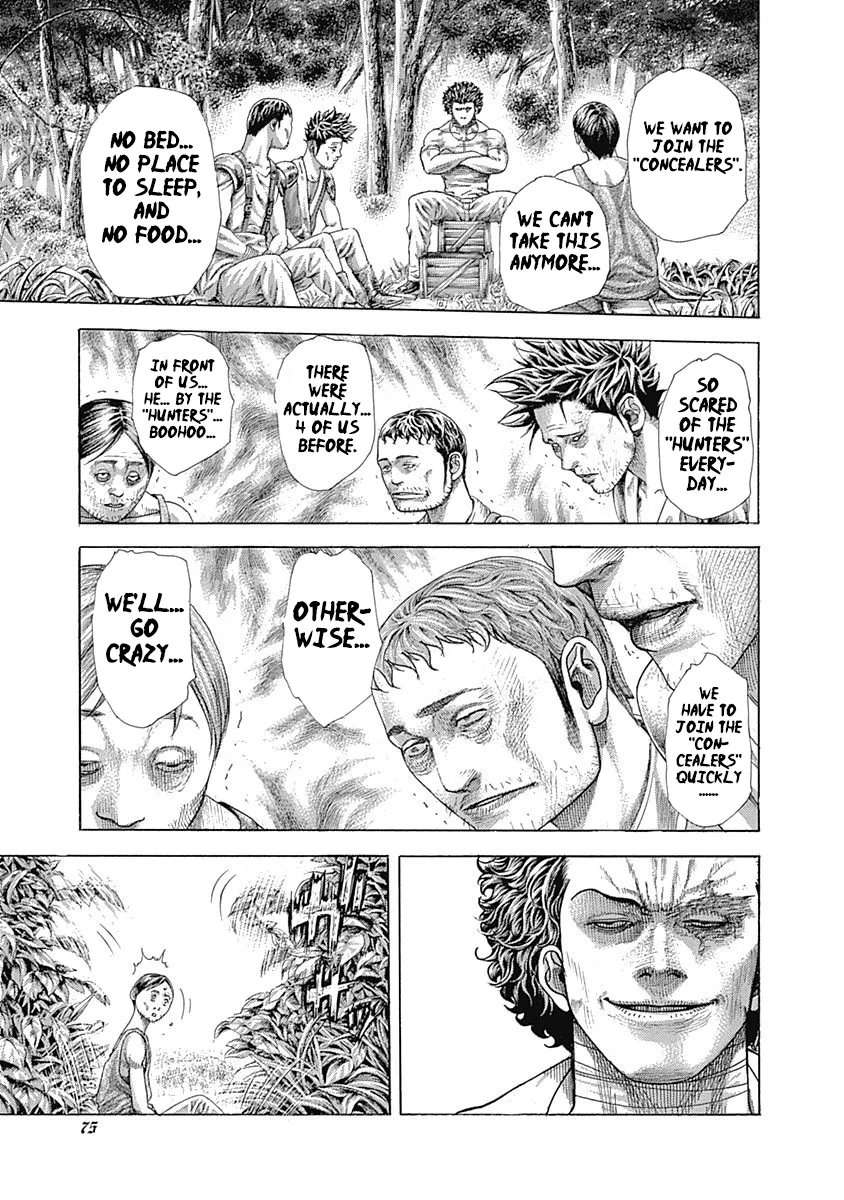 WE WANT TO
JOIN THE
"CONCEALERS".
WE CAN'T
TAKE THIS
ANYMORE...
NO BED...
NO PLACE
TO SLEEP,
AND
NO FOOD...
SO
SCARED
OF THE
"HUNTERS"
EVERY-
DAY...
THERE
WERE
ACTUALLY...
4 OF US
BEFORE.
IN FRONT
OF US...
HE... BY THE
"HUNTERS"...
BOOHOO...
WE
HAVE TO
JOIN THE
"CON-
CEALERS"
QUICKLY
......
OTHER-
WISE...
WE'LL...
GO
CRAZY...
75